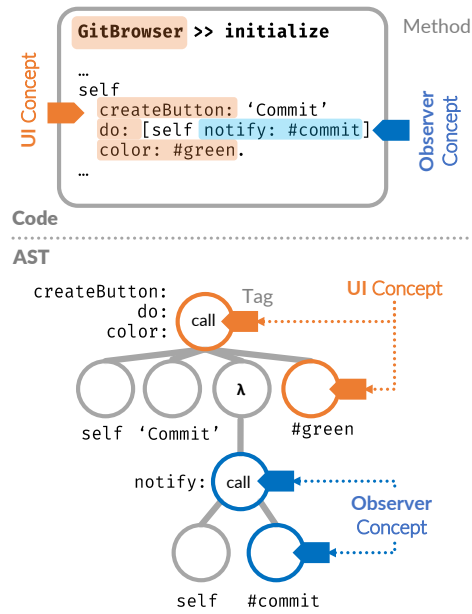 GitBrowser >> initialize
Method
…
self
createButton: ‘Commit’
do: [self notify: #commit]
color: #green.
…
UI Concept
Observer
Concept
Code
AST
createButton:
do:
color:
call
Tag
UI Concept
λ
self
‘Commit’
#green
notify:
call
Observer
Concept
self
#commit